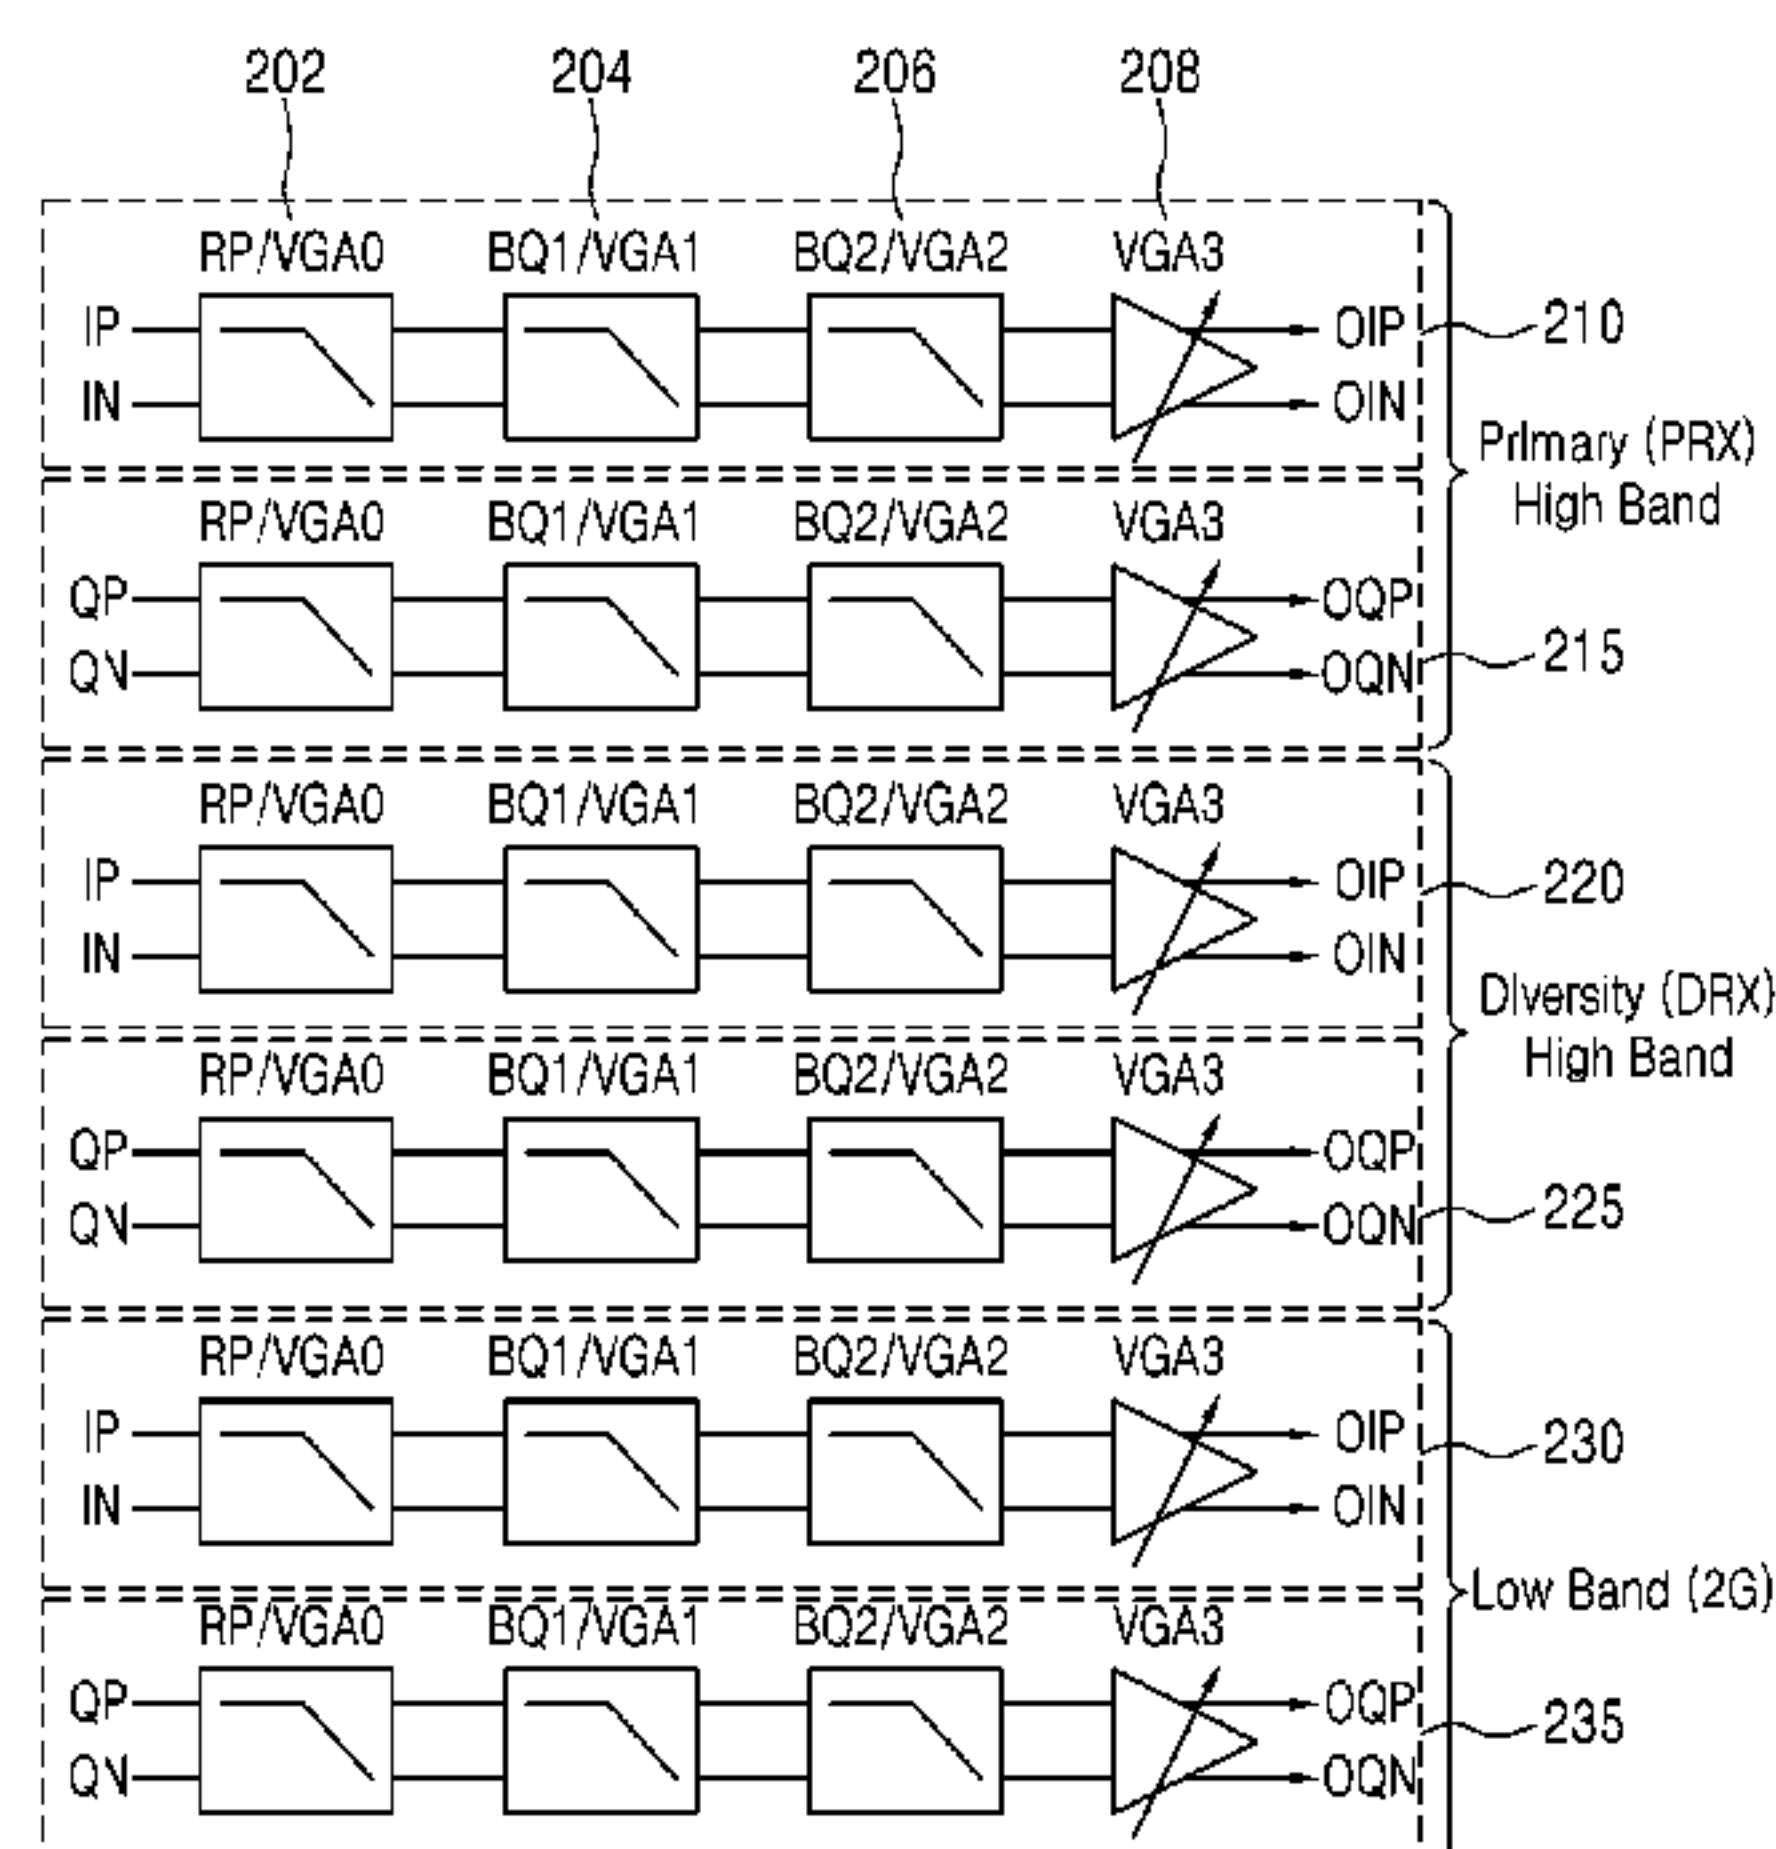 202 204 206 208
RP/VGA0 BQ1/VGA1 BQ2/VGA2 VGA3
IP OIP 210
IN OIN
Primary (PRX)
High Band
RP/VGA0 BQ1/VGA1 BQ2/VGA2 VGA3
QP OQP
QN OQN 215
RP/VGA0 BQ1/VGA1 BQ2/VGA2 VGA3
IP OIP 220
IN OIN
Diversity (DRX)
High Band
RP/VGA0 BQ1/VGA1 BQ2/VGA2 VGA3
QP OQP
QN OQN 225
RP/VGA0 BQ1/VGA1 BQ2/VGA2 VGA3
IP OIP 230
IN OIN
Low Band (2G)
RP/VGA0 BQ1/VGA1 BQ2/VGA2 VGA3
QP OQP 235
QN OQN